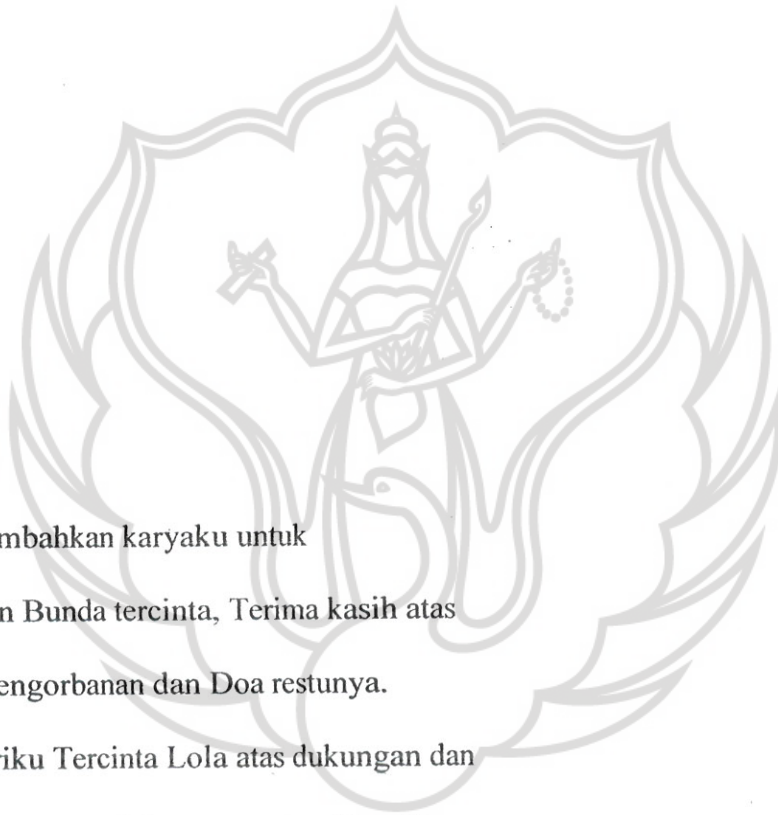 mbahkan karyaku untuk
n Bunda tercinta, Terima kasih atas
engorbanan dan Doa restunya.
riku Tercinta Lola atas dukungan dan